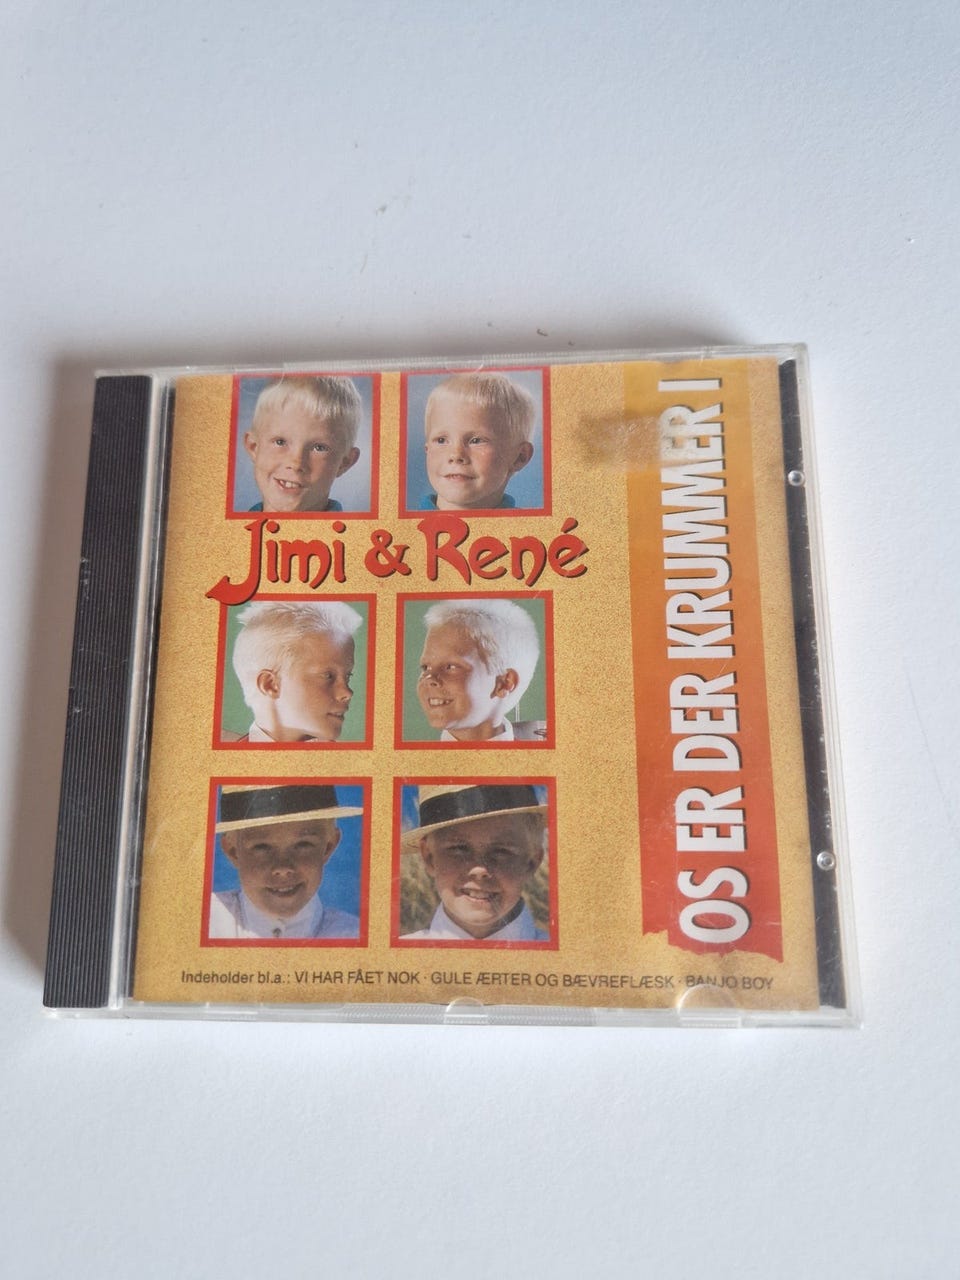 Jimi & René
OS ER DER KRUMMER I
Indeholder bl.a.: VI HAR FÅET NOK · GULE ÆRTER OG BÆVREFLÆSK · BANJO BOY